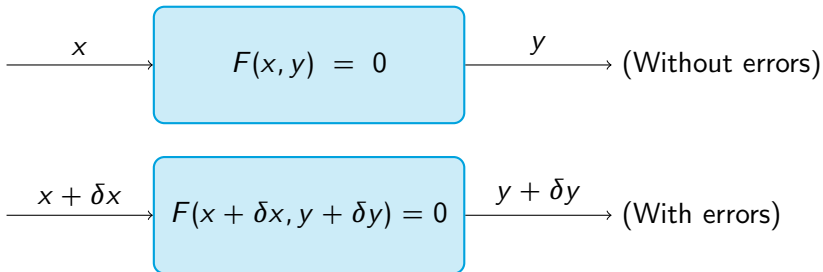 x
F(x, y) = 0
y
(Without errors)
x + δx
F(x + δx, y + δy) = 0
y + δy
(With errors)